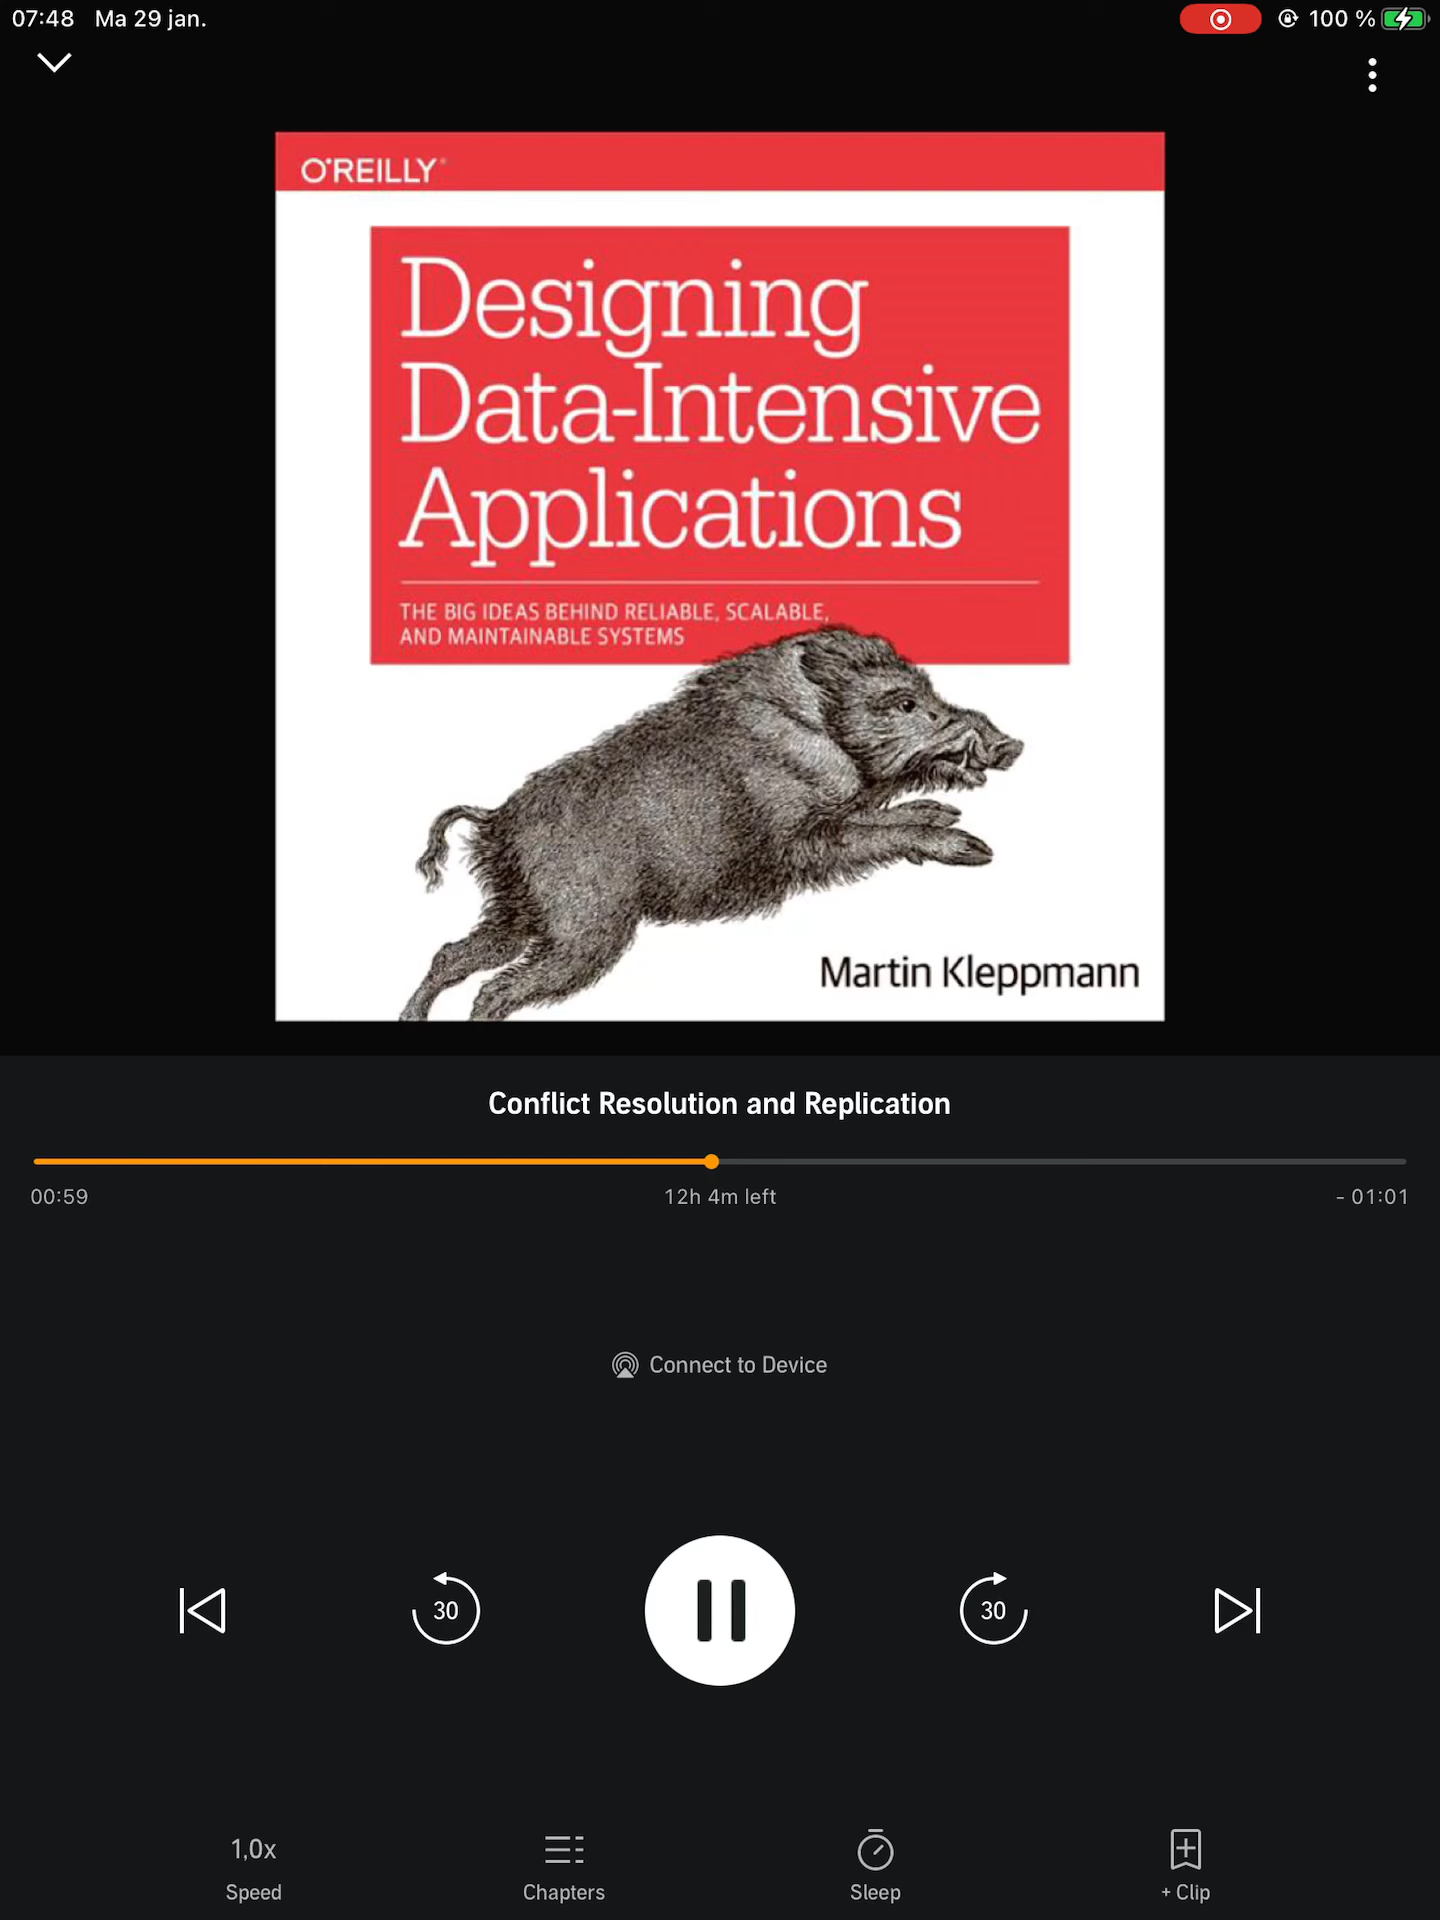 07:48 Ma 29 jan. 100 %
O'REILLY®
Designing
Data-Intensive
Applications
THE BIG IDEAS BEHIND RELIABLE, SCALABLE,
AND MAINTAINABLE SYSTEMS
Martin Kleppmann
Conflict Resolution and Replication
00:59 12h 4m left - 01:01
Connect to Device
30 30
1,0x
Speed Chapters Sleep + Clip